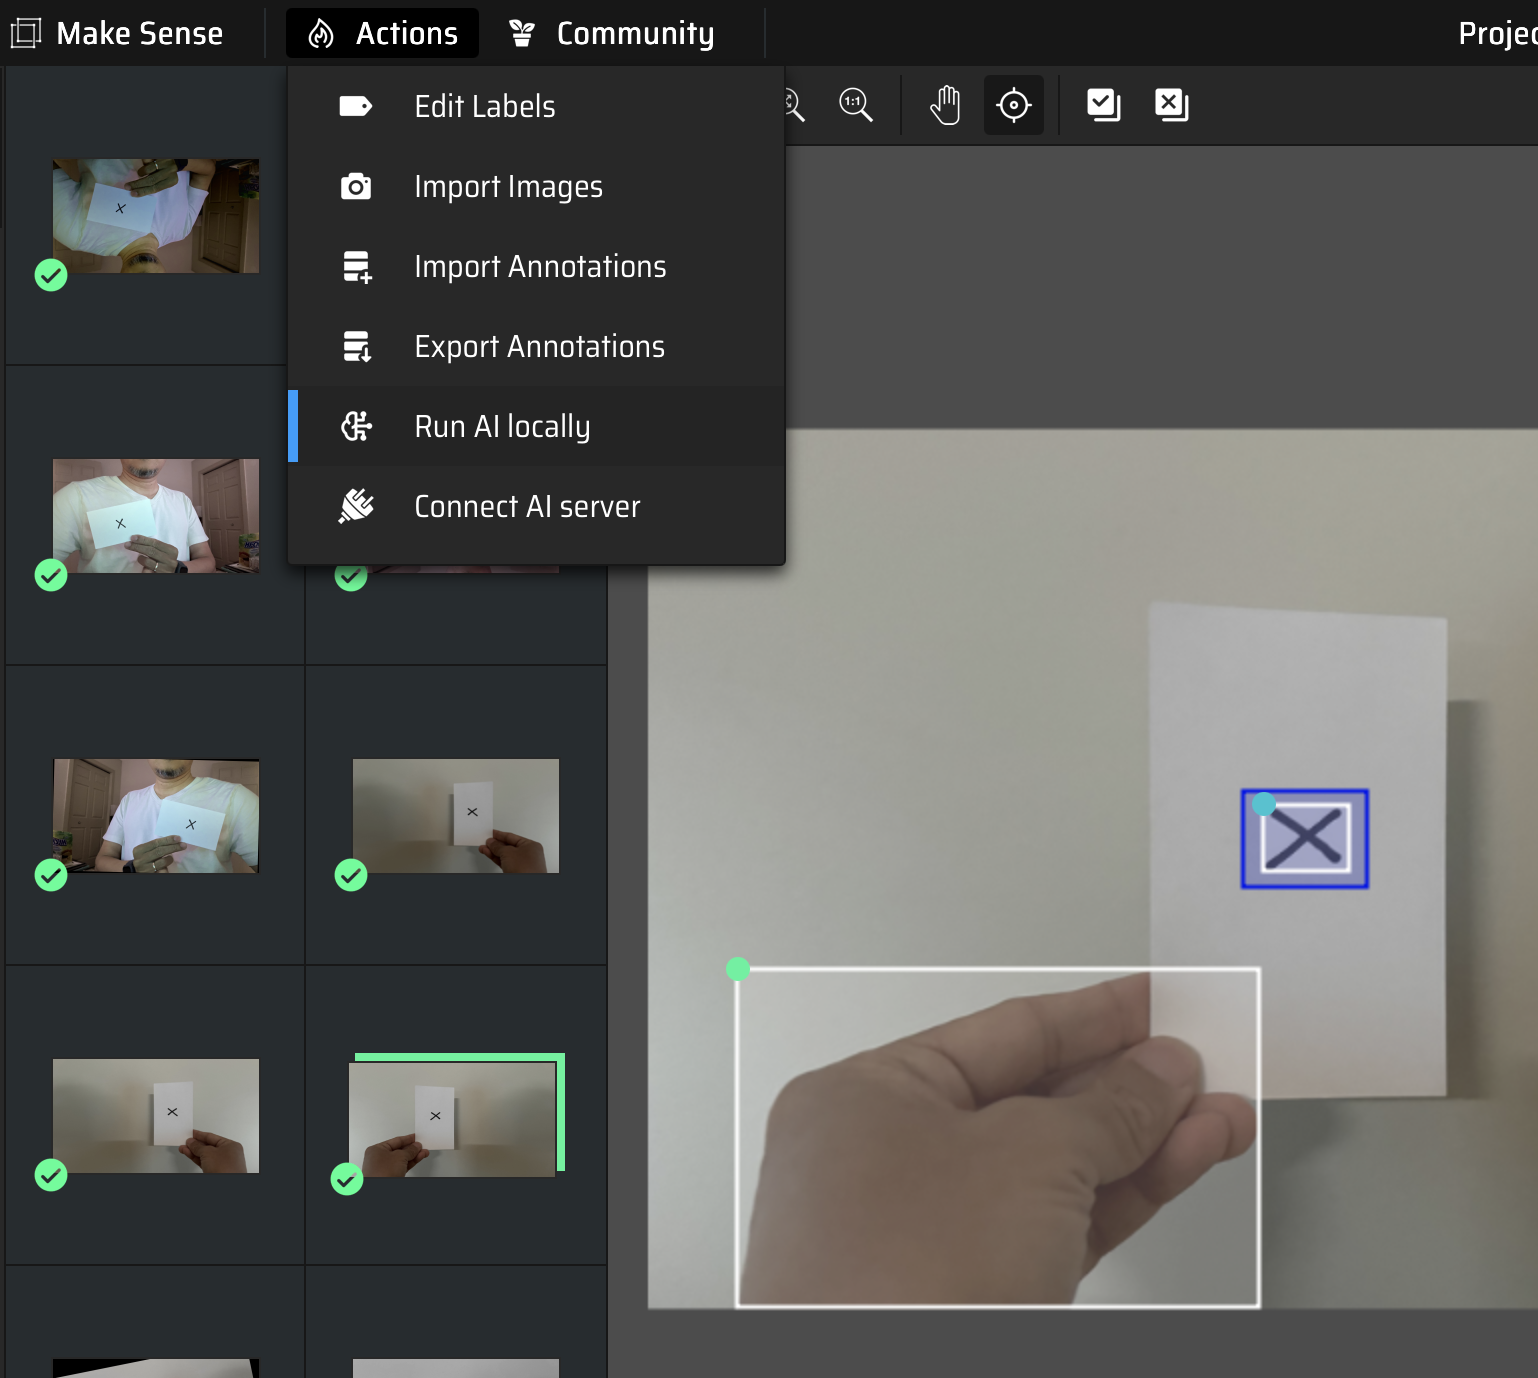 Make Sense
Actions
Community
Projec
Edit Labels
Import Images
Import Annotations
Export Annotations
Run AI locally
Connect AI server
1:1
X
X
X
X
X
X
X